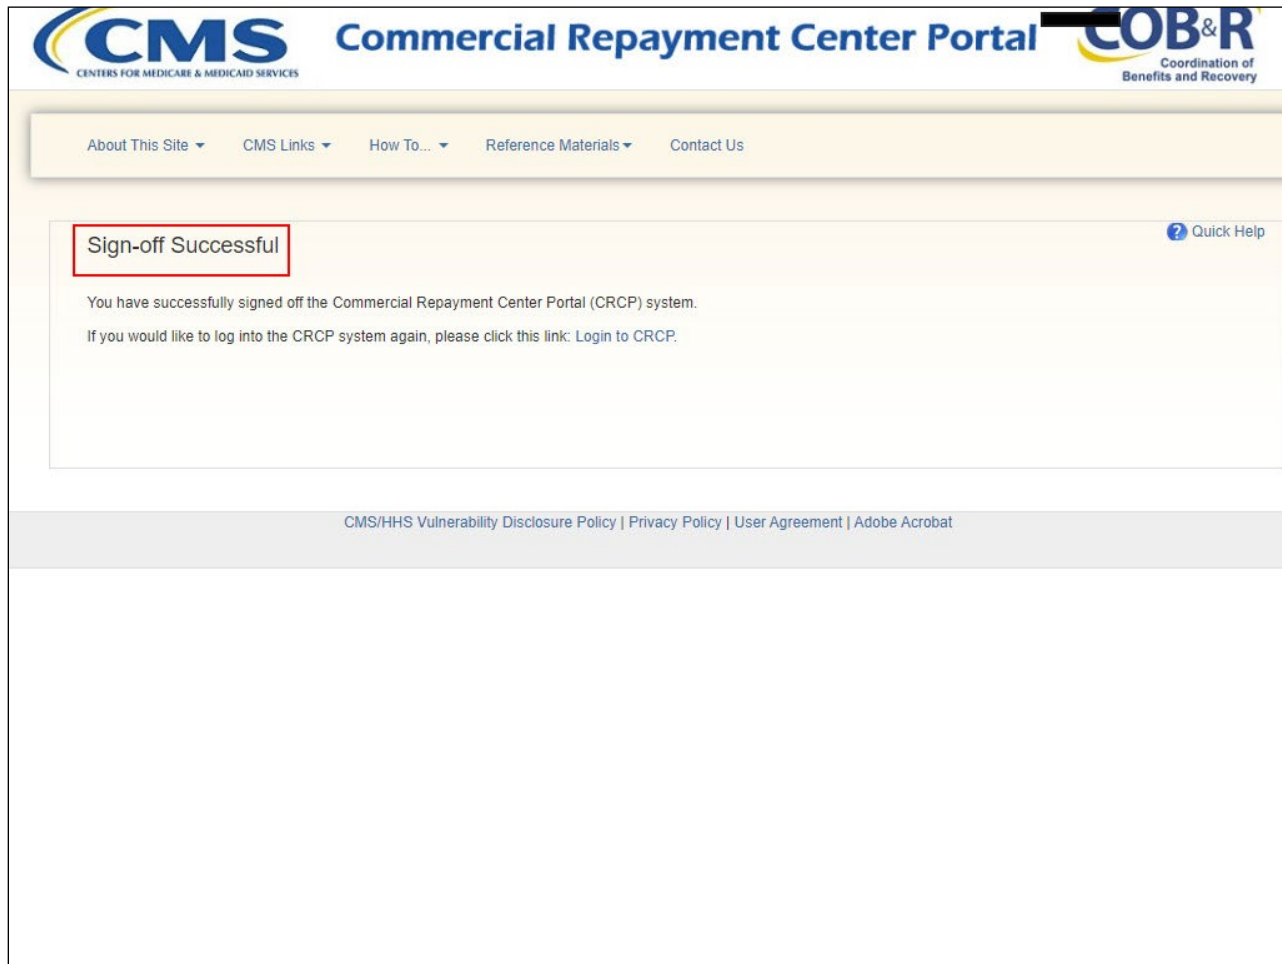 CMS
CENTERS FOR MEDICARE & MEDICAID SERVICES
Commercial Repayment Center Portal
COB&R
Coordination of
Benefits and Recovery
About This Site
CMS Links
How To...
Reference Materials
Contact Us
Sign-off Successful
Quick Help
You have successfully signed off the Commercial Repayment Center Portal (CRCP) system.
If you would like to log into the CRCP system again, please click this link: Login to CRCP.
CMS/HHS Vulnerability Disclosure Policy | Privacy Policy | User Agreement | Adobe Acrobat